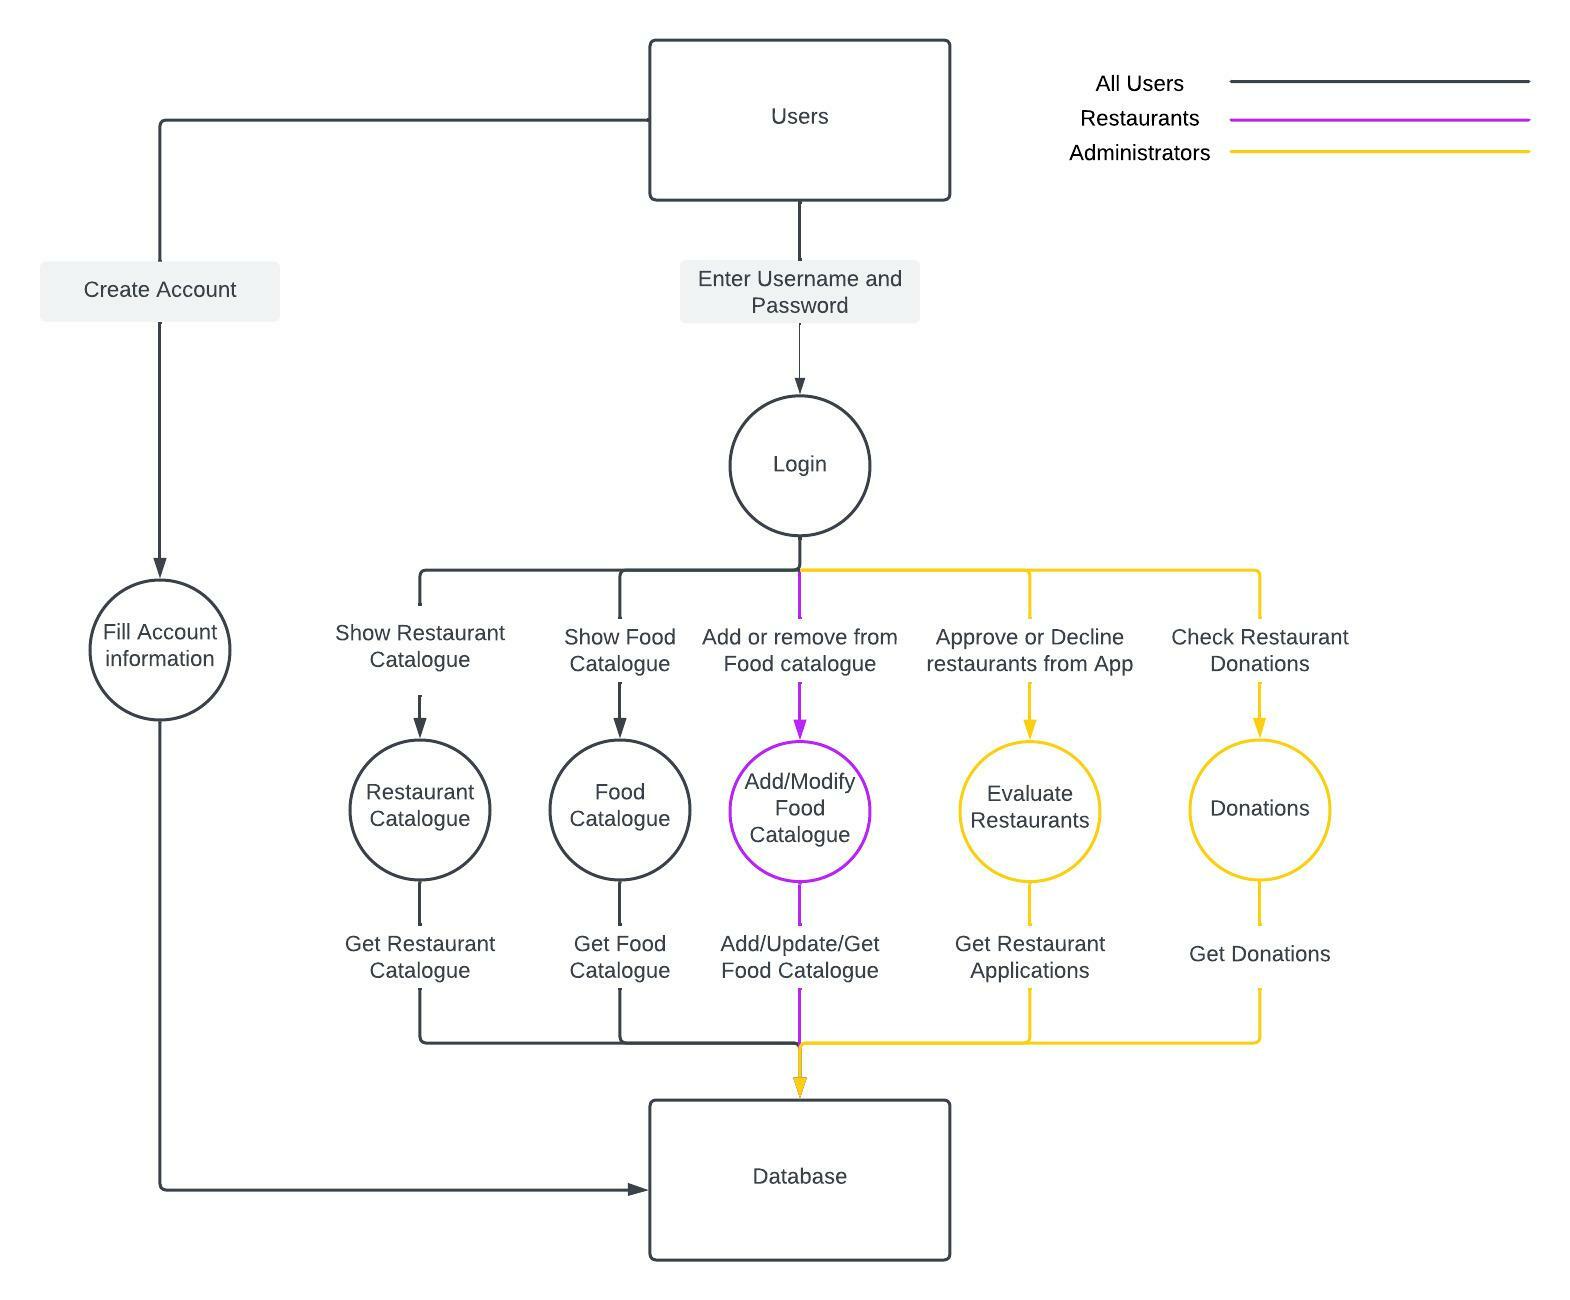 Users
All Users
Restaurants
Administrators
Create Account
Enter Username and
Password
Login
Fill Account
information
Show Restaurant
Catalogue
Show Food
Catalogue
Add or remove from
Food catalogue
Approve or Decline
restaurants from App
Check Restaurant
Donations
Restaurant
Catalogue
Food
Catalogue
Add/Modify
Food
Catalogue
Evaluate
Restaurants
Donations
Get Restaurant
Catalogue
Get Food
Catalogue
Add/Update/Get
Food Catalogue
Get Restaurant
Applications
Get Donations
Database